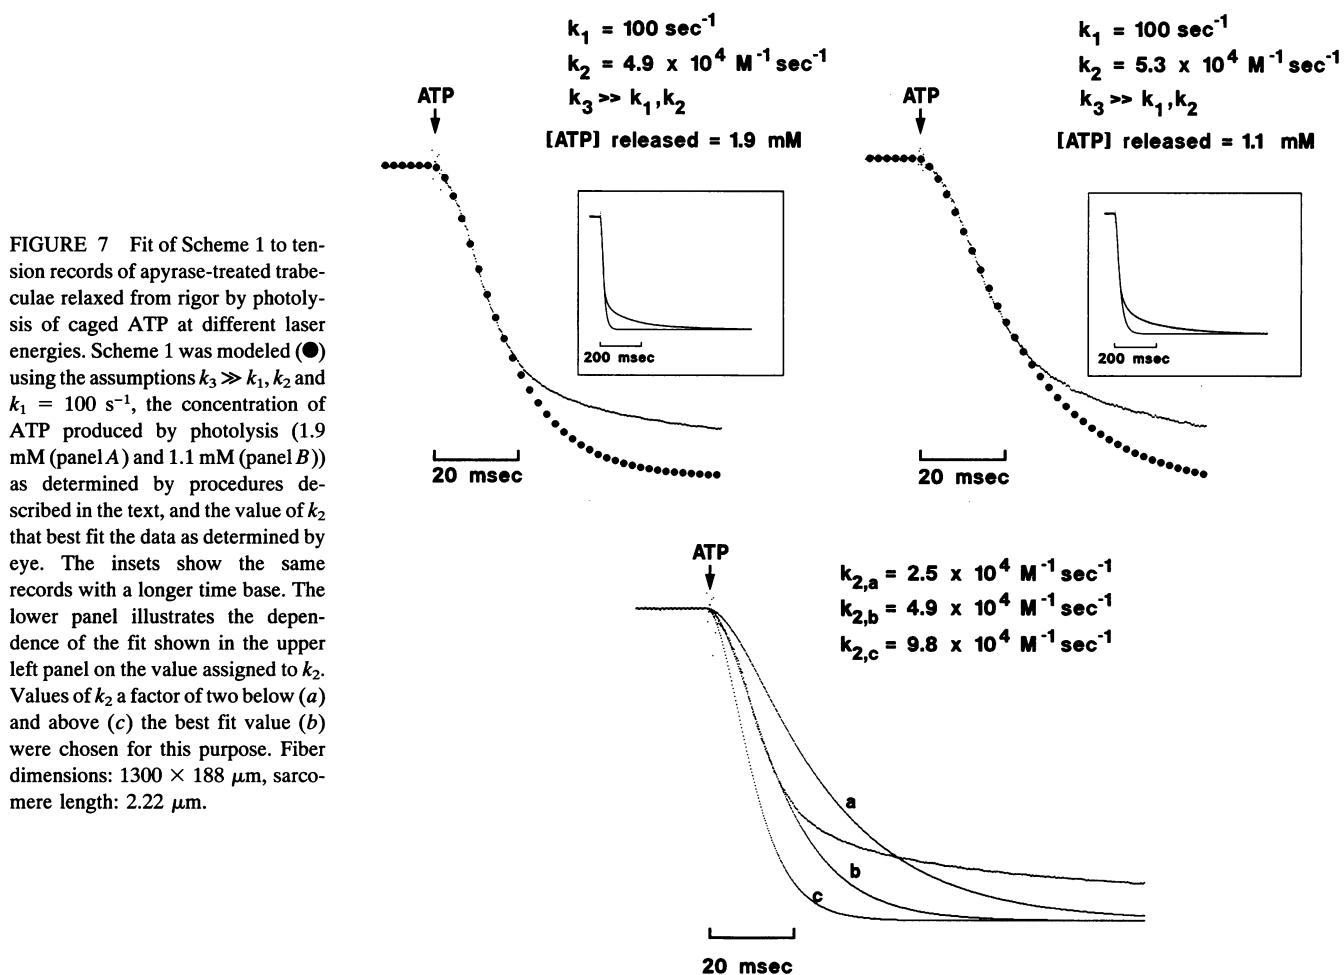 FIGURE 7 Fit of Scheme 1 to ten-
sion records of apyrase-treated trabe-
culae relaxed from rigor by photoly-
sis of caged ATP at different laser
energies. Scheme 1 was modeled (●)
using the assumptions k₃ ≫ k₁, k₂ and
k₁ = 100 s⁻¹, the concentration of
ATP produced by photolysis (1.9
mM (panel A) and 1.1 mM (panel B))
as determined by procedures de-
scribed in the text, and the value of k₂
that best fit the data as determined by
eye. The insets show the same
records with a longer time base. The
lower panel illustrates the depen-
dence of the fit shown in the upper
left panel on the value assigned to k₂.
Values of k₂ a factor of two below (a)
and above (c) the best fit value (b)
were chosen for this purpose. Fiber
dimensions: 1300 × 188 μm, sarco-
mere length: 2.22 μm.
k₁ = 100 sec⁻¹
k₂ = 4.9 x 10⁴ M⁻¹ sec⁻¹
k₃ >> k₁,k₂
[ATP] released = 1.9 mM
ATP
200 msec
20 msec
k₁ = 100 sec⁻¹
k₂ = 5.3 x 10⁴ M⁻¹ sec⁻¹
k₃ >> k₁,k₂
[ATP] released = 1.1 mM
ATP
200 msec
20 msec
ATP
k₂,a = 2.5 x 10⁴ M⁻¹ sec⁻¹
k₂,b = 4.9 x 10⁴ M⁻¹ sec⁻¹
k₂,c = 9.8 x 10⁴ M⁻¹ sec⁻¹
a
b
c
20 msec